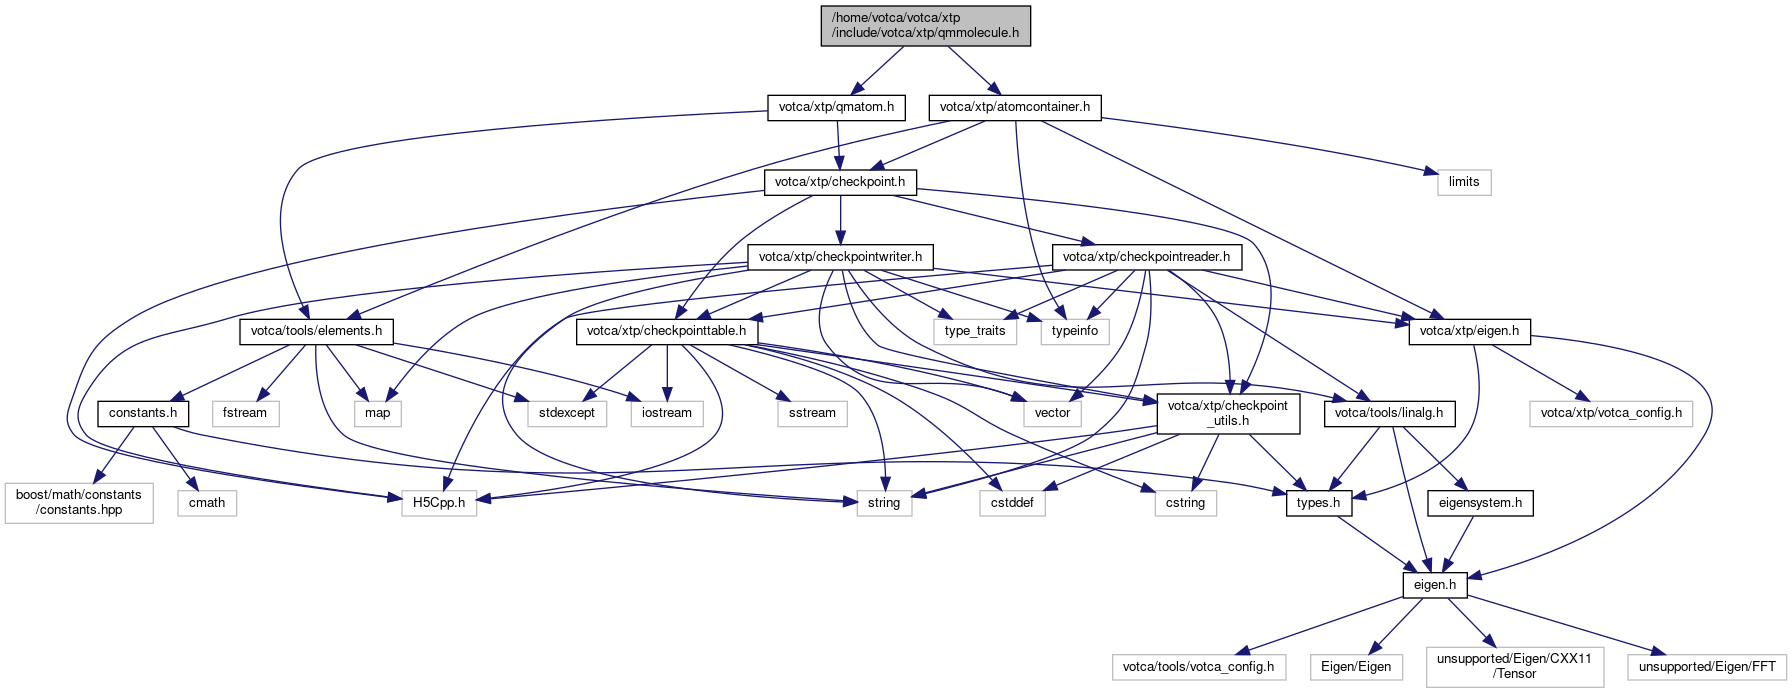 /home/votca/votca/xtp
/include/votca/xtp/qmmolecule.h
votca/xtp/qmatom.h
votca/xtp/atomcontainer.h
votca/xtp/checkpoint.h
limits
votca/xtp/checkpointwriter.h
votca/xtp/checkpointreader.h
votca/tools/elements.h
votca/xtp/checkpointtable.h
type_traits
typeinfo
votca/xtp/eigen.h
constants.h
fstream
map
stdexcept
iostream
sstream
vector
votca/xtp/checkpoint
_utils.h
votca/tools/linalg.h
votca/xtp/votca_config.h
boost/math/constants
/constants.hpp
cmath
H5Cpp.h
string
cstddef
cstring
types.h
eigensystem.h
eigen.h
votca/tools/votca_config.h
Eigen/Eigen
unsupported/Eigen/CXX11
/Tensor
unsupported/Eigen/FFT